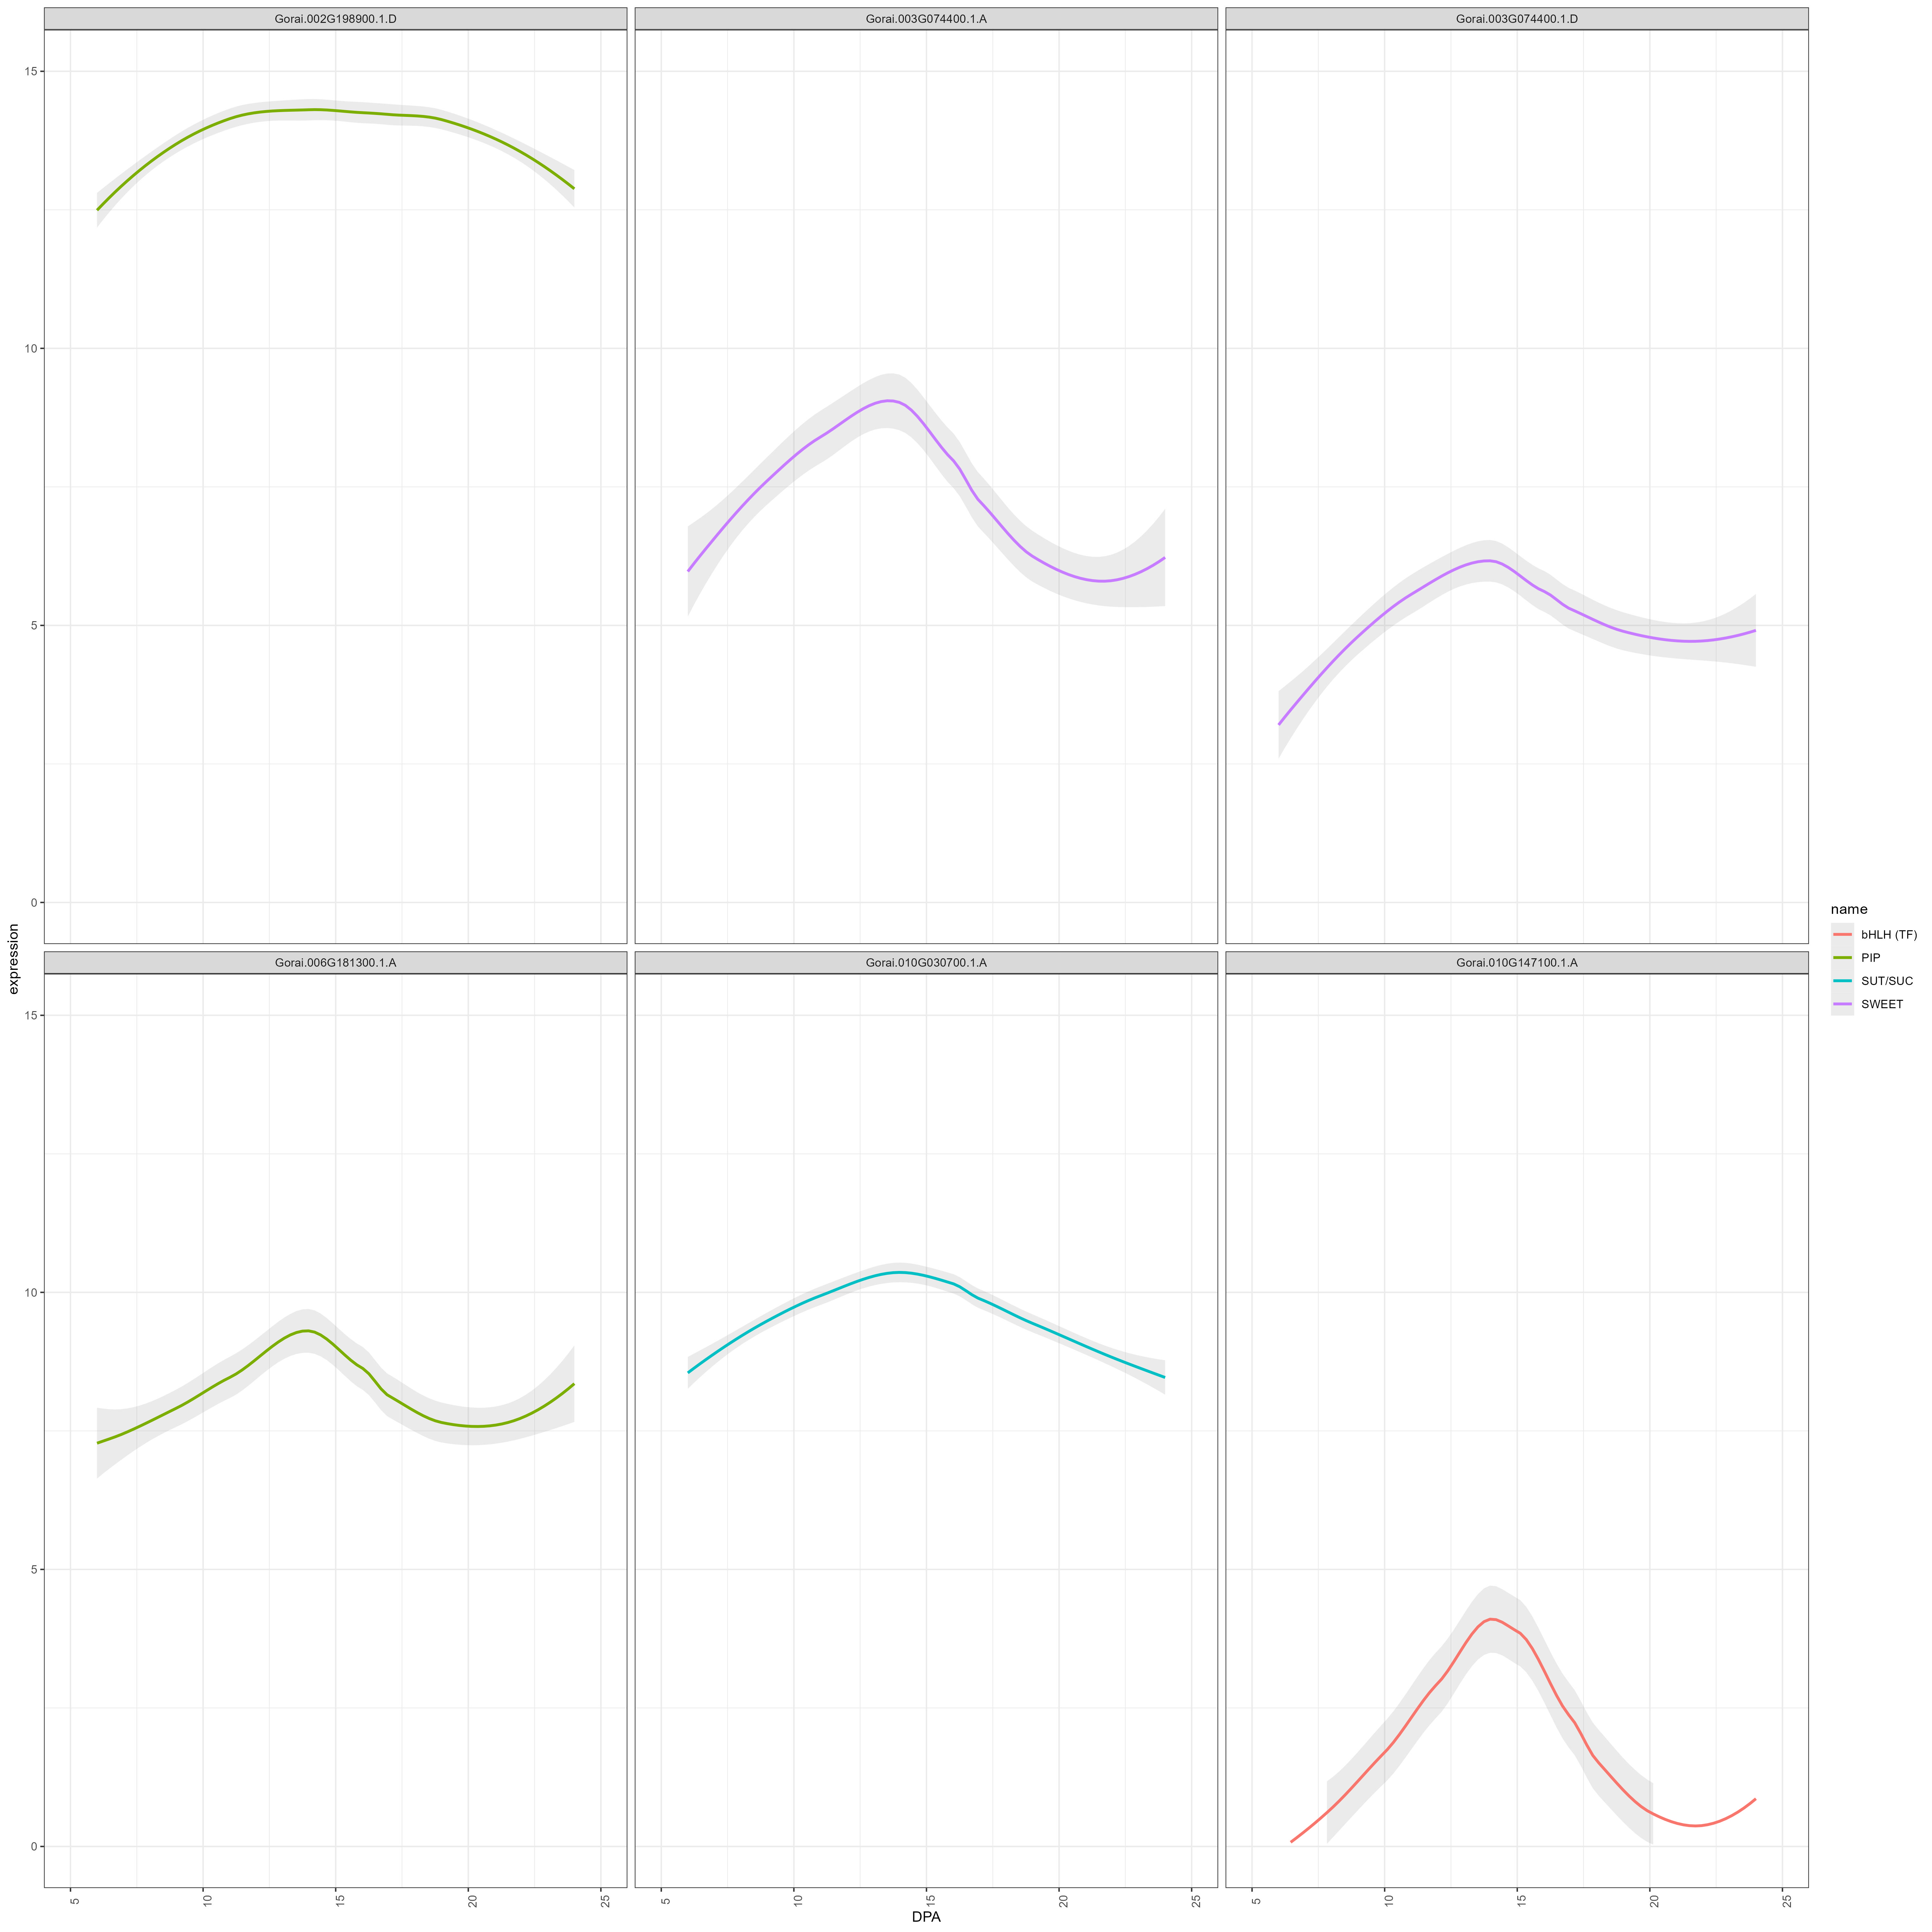 Gorai.002G198900.1.D
Gorai.003G074400.1.A
Gorai.003G074400.1.D
15
10
5
0
expression
Gorai.006G181300.1.A
Gorai.010G030700.1.A
Gorai.010G147100.1.A
15
10
5
0
5
10
15
20
25
5
10
15
20
25
5
10
15
20
25
DPA
name
bHLH (TF)
PIP
SUT/SUC
SWEET